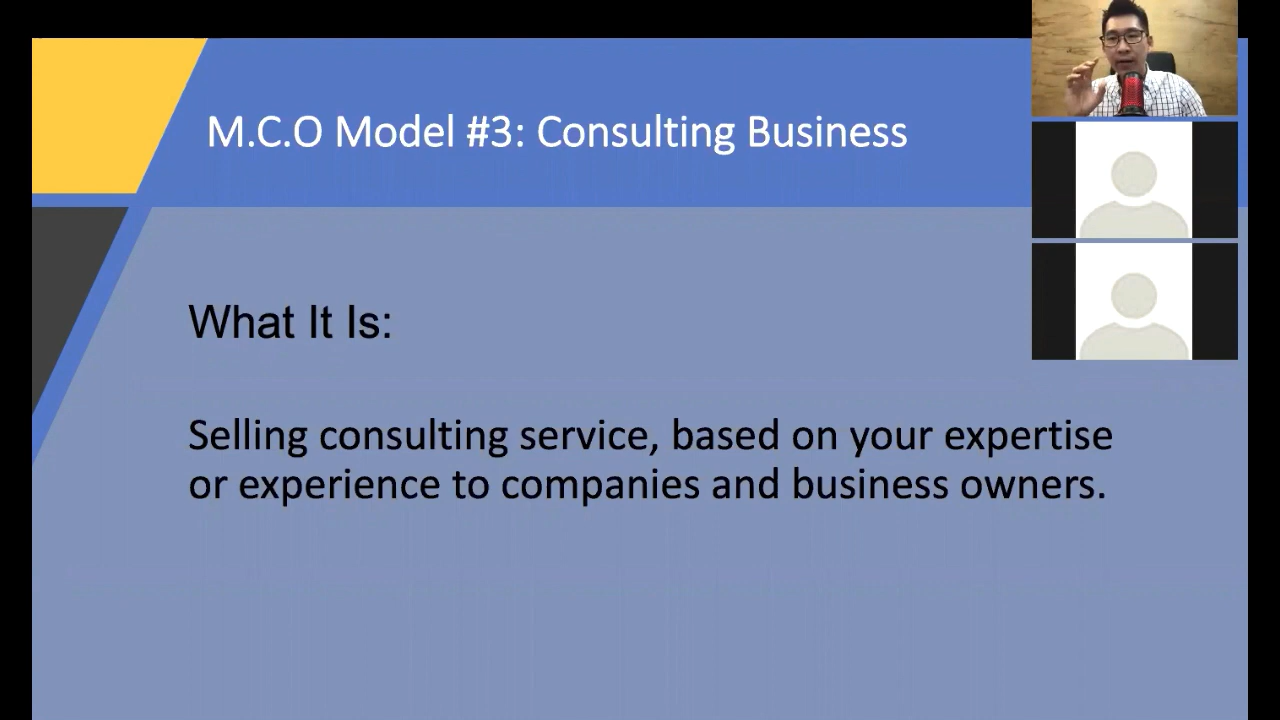 M.C.O Model #3: Consulting Business
What It Is:
Selling consulting service, based on your expertise
or experience to companies and business owners.